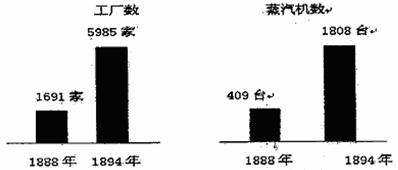 工厂数
5985 家
1691 家
1888 年
1894 年
蒸汽机数
1808 台↲
409 台↲
1888 年
1894 年